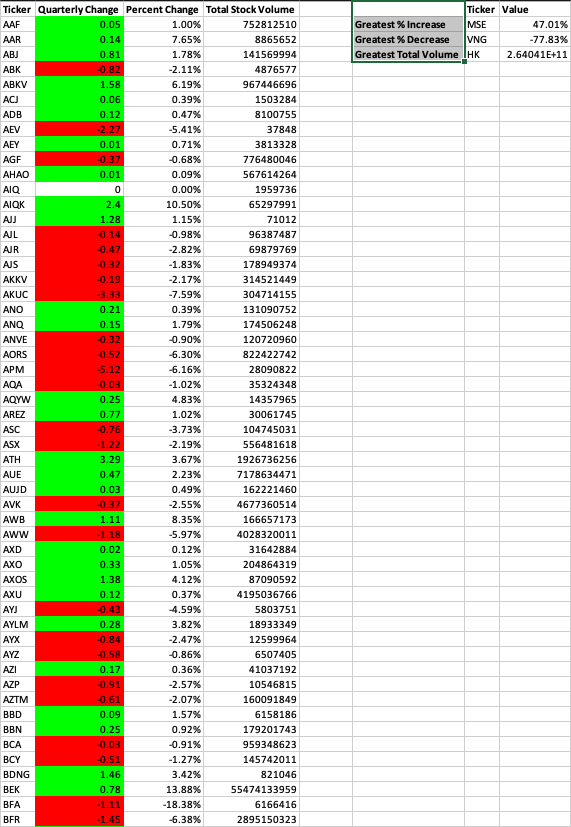 Ticker Quarterly Change Percent Change Total Stock Volume Ticker Value
AAF 0.05 1.00% 752812510 Greatest % Increase MSE 47.01%
AAR 0.14 7.65% 8865652 Greatest % Decrease VNG -77.83%
ABJ 0.81 1.78% 141569994 Greatest Total Volume HK 2.64041E+11
ABK -0.82 -2.11% 4876577
ABKV 1.58 6.19% 967446696
ACJ 0.06 0.39% 1503284
ADB 0.12 0.47% 8100755
AEV -2.27 -5.41% 37848
AEY 0.01 0.71% 3813328
AGF -0.37 -0.68% 776480046
AHAO 0.01 0.09% 567614264
AIQ 0 0.00% 1959736
AIQK 2.4 10.50% 65297991
AJJ 1.28 1.15% 71012
AJL -0.14 -0.98% 96387487
AJR -0.47 -2.82% 69879769
AJS -0.32 -1.83% 178949374
AKKV -0.19 -2.17% 314521449
AKUC -3.33 -7.59% 304714155
ANO 0.21 0.39% 131090752
ANQ 0.15 1.79% 174506248
ANVE -0.32 -0.90% 120720960
AORS -0.52 -6.30% 822422742
APM -5.12 -6.16% 28090822
AQA -0.03 -1.02% 35324348
AQYW 0.25 4.83% 14357965
AREZ 0.77 1.02% 30061745
ASC -0.76 -3.73% 104745031
ASX -1.22 -2.19% 556481618
ATH 3.29 3.67% 1926736256
AUE 0.47 2.23% 7178634471
AUJD 0.03 0.49% 162221460
AVK -0.37 -2.55% 4677360514
AWB 1.11 8.35% 166657173
AWW -1.18 -5.97% 4028320011
AXD 0.02 0.12% 31642884
AXO 0.33 1.05% 204864319
AXOS 1.38 4.12% 87090592
AXU 0.12 0.37% 4195036766
AYJ -0.43 -4.59% 5803751
AYLM 0.28 3.82% 18933349
AYX -0.84 -2.47% 12599964
AYZ -0.58 -0.86% 6507405
AZI 0.17 0.36% 41037192
AZP -0.91 -2.57% 10546815
AZTM -0.61 -2.07% 160091849
BBD 0.09 1.57% 6158186
BBN 0.25 0.92% 179201743
BCA -0.03 -0.91% 959348623
BCY -0.51 -1.27% 145742011
BDNG 1.46 3.42% 821046
BEK 0.78 13.88% 55474133959
BFA -1.11 -18.38% 6166416
BFR -1.45 -6.38% 2895150323